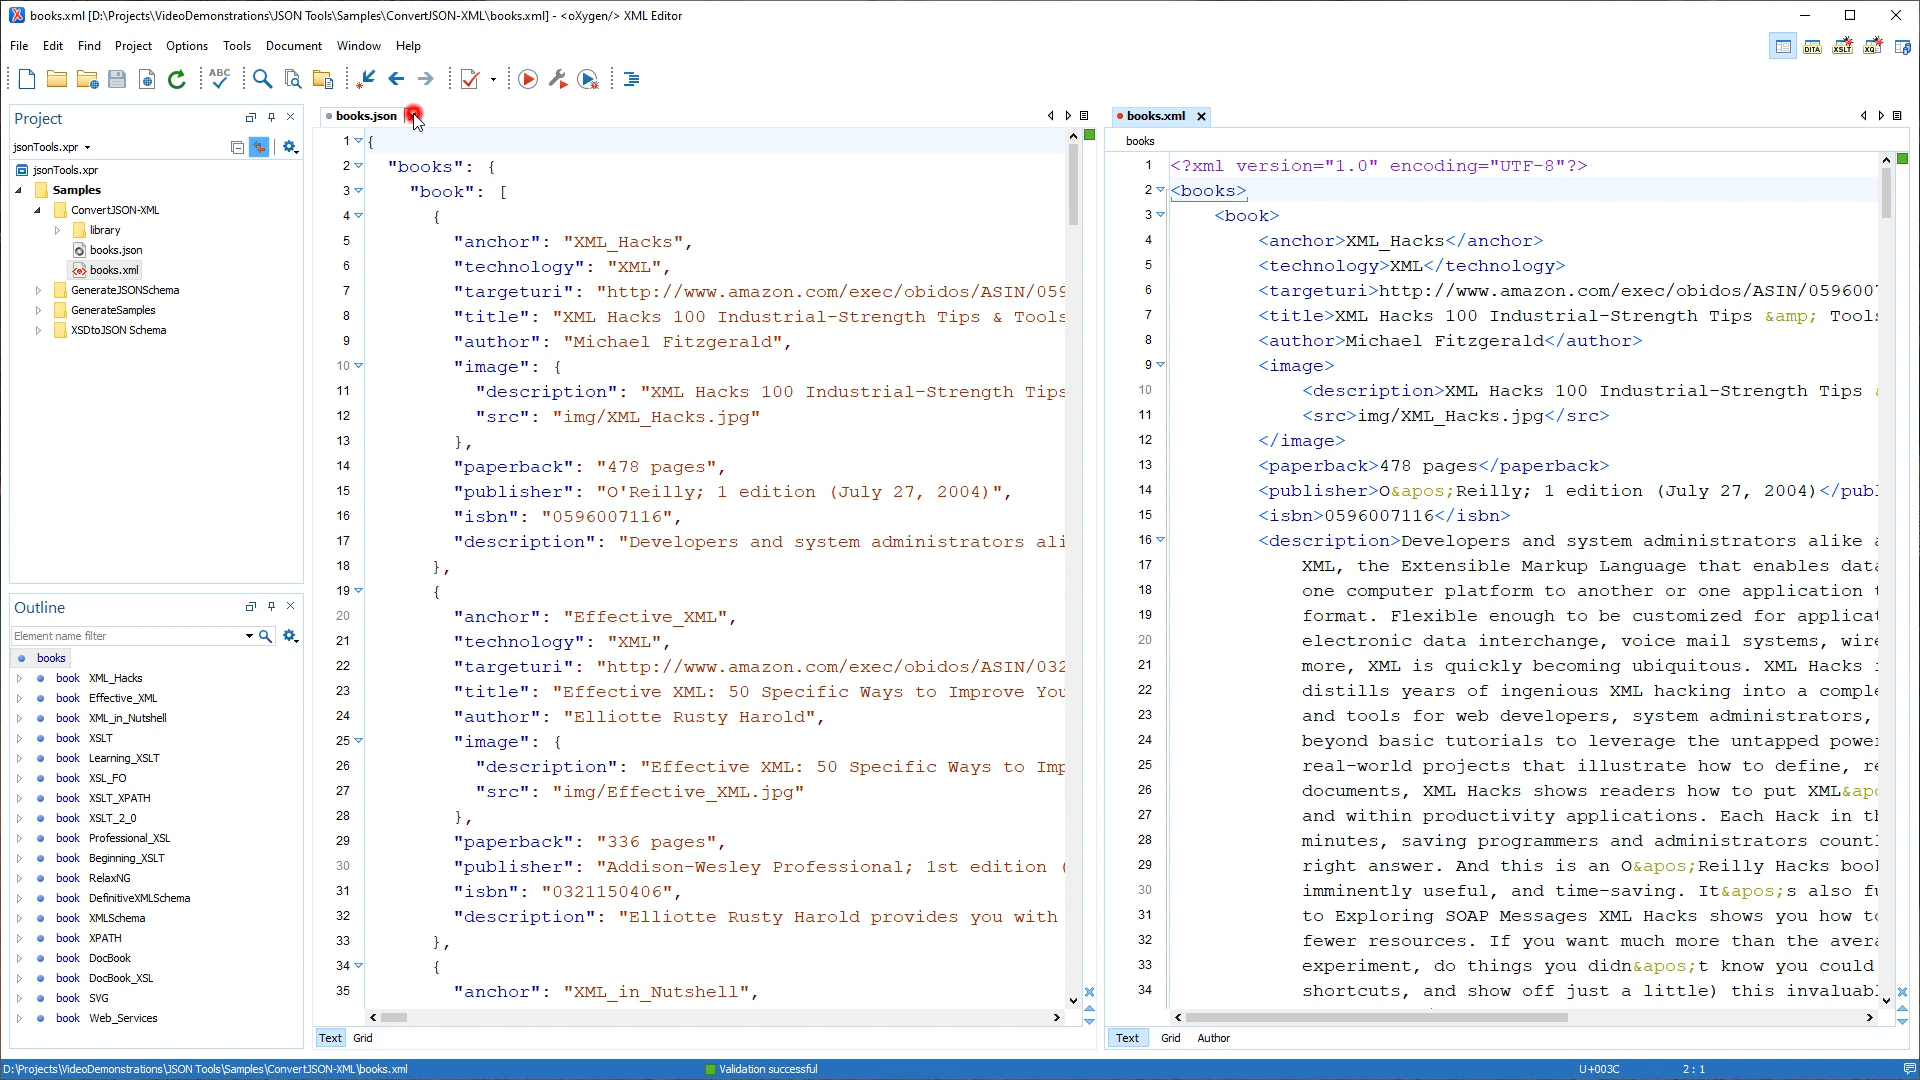 books.xml [D:\Projects\VideoDemonstrations\JSON Tools\Samples\ConvertJSON-XML\books.xml] - <oXygen/> XML Editor
File Edit Find Project Options Tools Document Window Help
DITA XSLT XQ
ABC
Project
jsonTools.xpr
jsonTools.xpr
Samples
ConvertJSON-XML
library
books.json
books.xml
GenerateJSONSchema
GenerateSamples
XSDtoJSON Schema
Outline
Element name filter
books
book XML_Hacks
book Effective_XML
book XML_in_Nutshell
book XSLT
book Learning_XSLT
book XSL_FO
book XSLT_XPATH
book XSLT_2_0
book Professional_XSL
book Beginning_XSLT
book RelaxNG
book DefinitiveXMLSchema
book XMLSchema
book XPATH
book DocBook
book DocBook_XSL
book SVG
book Web_Services
books.json
1 {
2 "books": {
3 "book": [
4 {
5 "anchor": "XML_Hacks",
6 "technology": "XML",
7 "targeturi": "http://www.amazon.com/exec/obidos/ASIN/059
8 "title": "XML Hacks 100 Industrial-Strength Tips & Tools
9 "author": "Michael Fitzgerald",
10 "image": {
11 "description": "XML Hacks 100 Industrial-Strength Tips
12 "src": "img/XML_Hacks.jpg"
13 },
14 "paperback": "478 pages",
15 "publisher": "O'Reilly; 1 edition (July 27, 2004)",
16 "isbn": "0596007116",
17 "description": "Developers and system administrators ali
18 },
19 {
20 "anchor": "Effective_XML",
21 "technology": "XML",
22 "targeturi": "http://www.amazon.com/exec/obidos/ASIN/032
23 "title": "Effective XML: 50 Specific Ways to Improve You
24 "author": "Elliotte Rusty Harold",
25 "image": {
26 "description": "Effective XML: 50 Specific Ways to Imp
27 "src": "img/Effective_XML.jpg"
28 },
29 "paperback": "336 pages",
30 "publisher": "Addison-Wesley Professional; 1st edition (
31 "isbn": "0321150406",
32 "description": "Elliotte Rusty Harold provides you with
33 },
34 {
35 "anchor": "XML_in_Nutshell",
Text Grid
books.xml
books
1 <?xml version="1.0" encoding="UTF-8"?>
2 <books>
3 <book>
4 <anchor>XML_Hacks</anchor>
5 <technology>XML</technology>
6 <targeturi>http://www.amazon.com/exec/obidos/ASIN/059600
7 <title>XML Hacks 100 Industrial-Strength Tips &amp; Tools
8 <author>Michael Fitzgerald</author>
9 <image>
10 <description>XML Hacks 100 Industrial-Strength Tips
11 <src>img/XML_Hacks.jpg</src>
12 </image>
13 <paperback>478 pages</paperback>
14 <publisher>O&apos;Reilly; 1 edition (July 27, 2004)</publ
15 <isbn>0596007116</isbn>
16 <description>Developers and system administrators alike
17 XML, the Extensible Markup Language that enables data
18 one computer platform to another or one application
19 format. Flexible enough to be customized for applicat
20 electronic data interchange, voice mail systems, wire
21 more, XML is quickly becoming ubiquitous. XML Hacks
22 distills years of ingenious XML hacking into a comple
23 and tools for web developers, system administrators,
24 beyond basic tutorials to leverage the untapped power
25 real-world projects that illustrate how to define, re
26 documents, XML Hacks shows readers how to put XML&apo
27 and within productivity applications. Each Hack in th
28 minutes, saving programmers and administrators count
29 right answer. And this is an O&apos;Reilly Hacks book
30 imminently useful, and time-saving. It&apos;s also fu
31 to Exploring SOAP Messages XML Hacks shows you how to
32 fewer resources. If you want much more than the avera
33 experiment, do things you didn&apos;t know you could
34 shortcuts, and show off just a little) this invaluab
Text Grid Author
D:\Projects\VideoDemonstrations\JSON Tools\Samples\ConvertJSON-XML\books.xml
Validation successful
U+003C
2 : 1